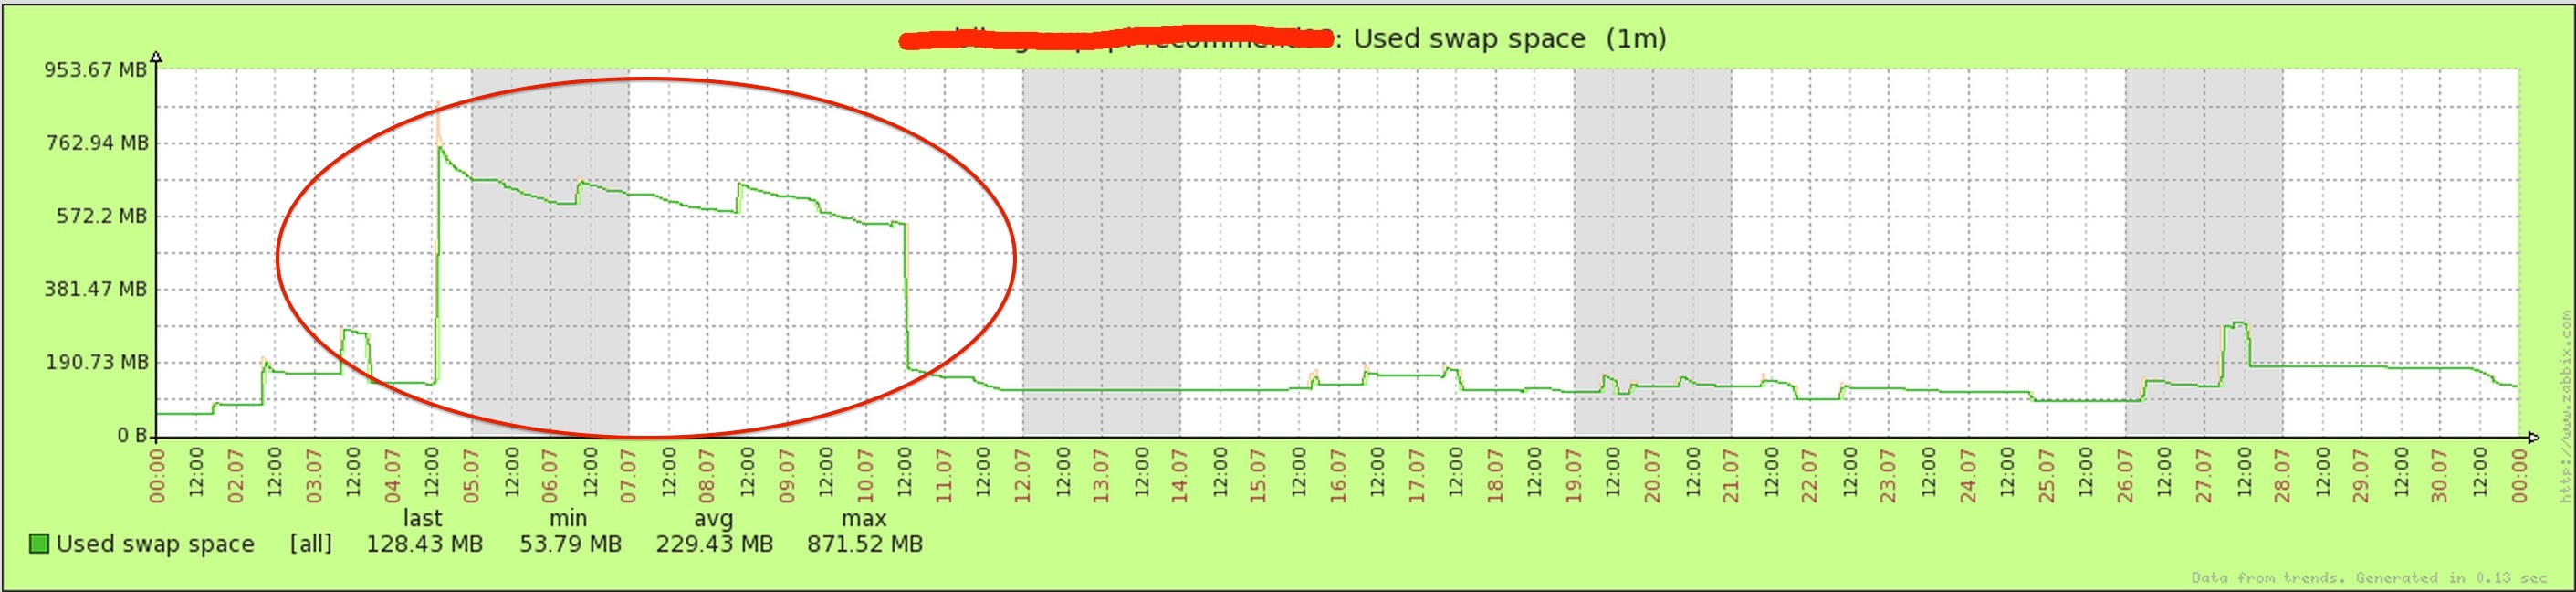 : Used swap space (1m)
953.67 MB
762.94 MB
572.2 MB
381.47 MB
190.73 MB
0 B
00:00 12:00 02.07 12:00 03.07 12:00 04.07 12:00 05.07 12:00 06.07 12:00 07.07 12:00 08.07 12:00 09.07 12:00 10.07 12:00 11.07 12:00 12.07 12:00 13.07 12:00 14.07 12:00 15.07 12:00 16.07 12:00 17.07 12:00 18.07 12:00 19.07 12:00 20.07 12:00 21.07 12:00 22.07 12:00 23.07 12:00 24.07 12:00 25.07 12:00 26.07 12:00 27.07 12:00 28.07 12:00 29.07 12:00 30.07 12:00 00:00
last min avg max
Used swap space [all] 128.43 MB 53.79 MB 229.43 MB 871.52 MB
http://www.zabbix.com
Data from trends. Generated in 0.13 sec